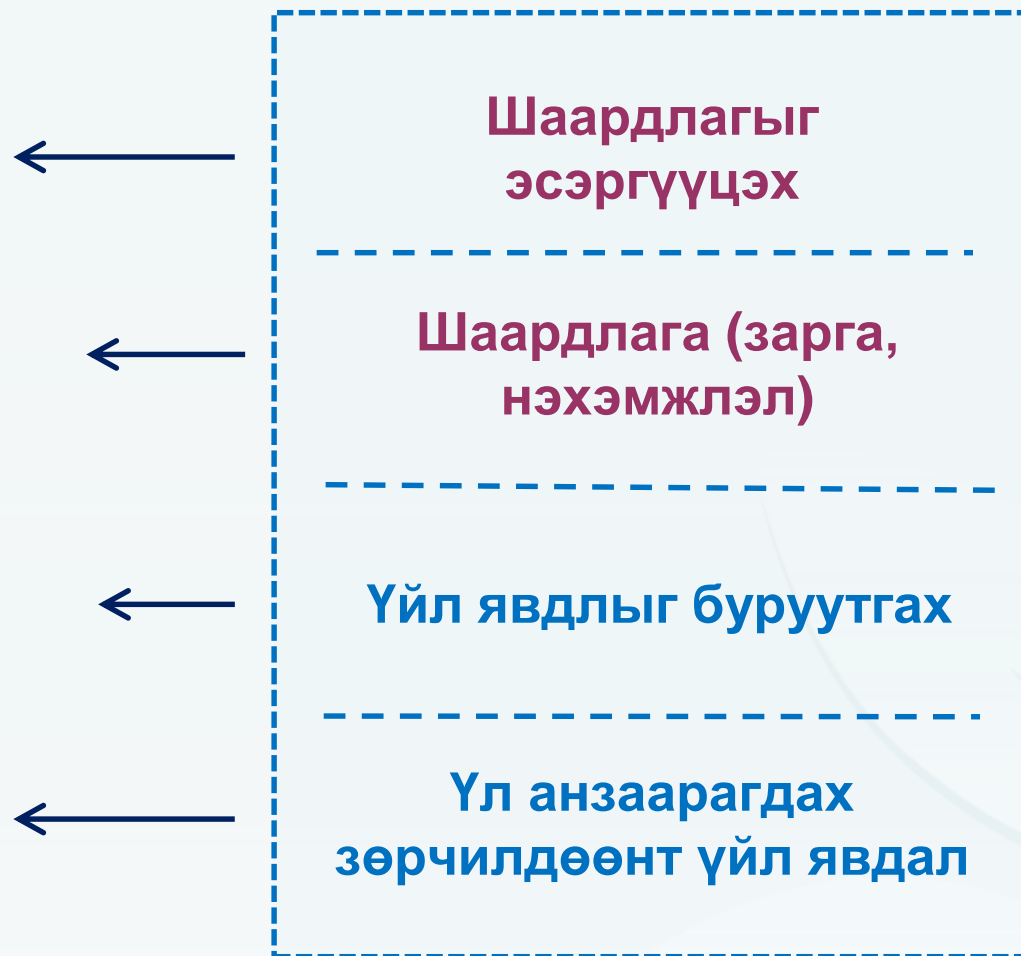 Шаардлагыг
эсэргүүцэх
Шаардлага (зарга,
нэхэмжлэл)
Үйл явдлыг буруутгах
Үл анзаарагдах
зөрчилдөөнт үйл явдал